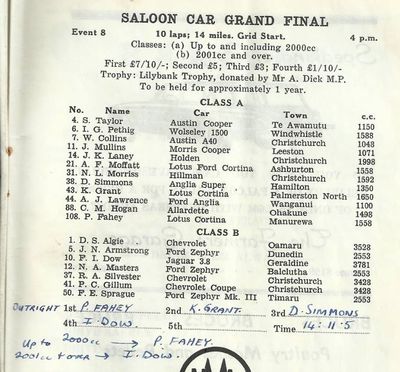 SALOON CAR GRAND FINAL
Event 8 10 laps; 14 miles. Grid Start. 4 p.m.
Classes: (a) Up to and including 2000cc
(b) 2001cc and over.
First £7/10/-; Second £5; Third £3; Fourth £1/10/-
Trophy: Lilybank Trophy, donated by Mr A. Dick M.P.
To be held for approximately 1 year.
CLASS A
No. Name Car Town c.c.
4. S. Taylor Austin Cooper Te Awamutu 1150
6. I. G. Pethig Wolseley 1500 Windwhistle 1588
7. W. Collins Austin A40 Christchurch 1048
11. J. Mullins Morris Cooper Leeston 1071
14. J. K. Laney Holden Christchurch 1998
21. A. F. Moffatt Lotus Ford Cortina Ashburton 1558
31. N. L. Morriss Hillman Christchurch 1592
38. D. Simmons Anglia Super Hamilton 1350
43. K. Grant Lotus Cortina Palmerston North 1650
44. A. J. Lawrence Ford Anglia Wanganui 1100
88. C. M. Hogan Allardette Ohakune 1498
108. P. Fahey Lotus Cortina Manurewa 1558
CLASS B
1. D. S. Algie Chevrolet Oamaru 3528
5. J. N. Armstrong Ford Zephyr Dunedin 2553
10. F. I. Dow Jaguar 3.8 Geraldine 3781
12. N. A. Masters Ford Zephyr Balclutha 2553
37. R. A. Silvester Chevrolet Christchurch 3428
41. P. C. Gillum Chevrolet Coupe Christchurch 3428
50. F. E. Sprague Ford Zephyr Mk. III Timaru 2553
OUTRIGHT 1st P. FAHEY 2nd K. GRANT. 3rd D. SIMMONS
4th I. DOW. 5th Time 14:11.5
Up to 2000cc → P. FAHEY.
2001cc & over → I. DOW.